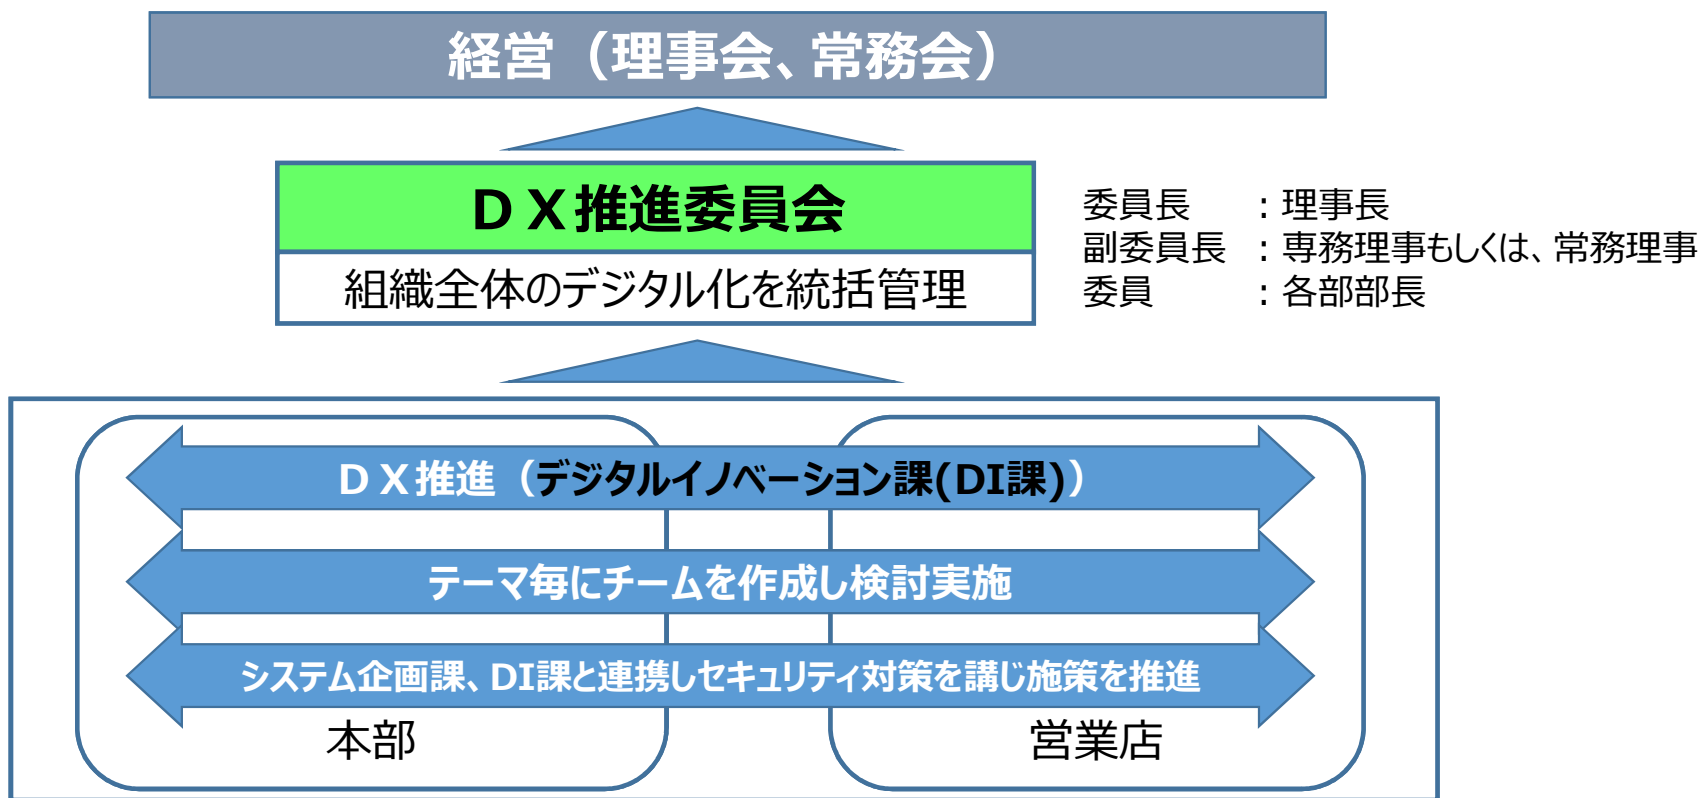 経営（理事会、常務会）
ＤＸ推進委員会
組織全体のデジタル化を統括管理
委員長　：理事長
副委員長　：専務理事もしくは、常務理事
委員　：各部部長
ＤＸ推進（デジタルイノベーション課(DI課)）
テーマ毎にチームを作成し検討実施
システム企画課、DI課と連携しセキュリティ対策を講じ施策を推進
本部
営業店